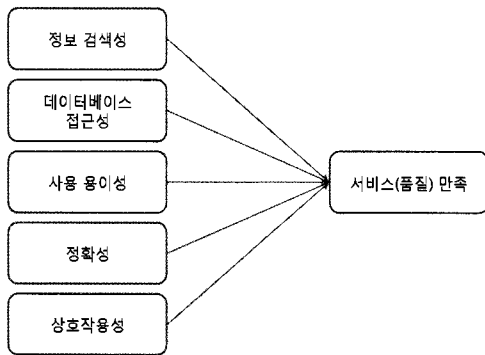 정보 검색성
데이터베이스
접근성
사용 용이성
서비스(품질) 만족
정확성
상호작용성